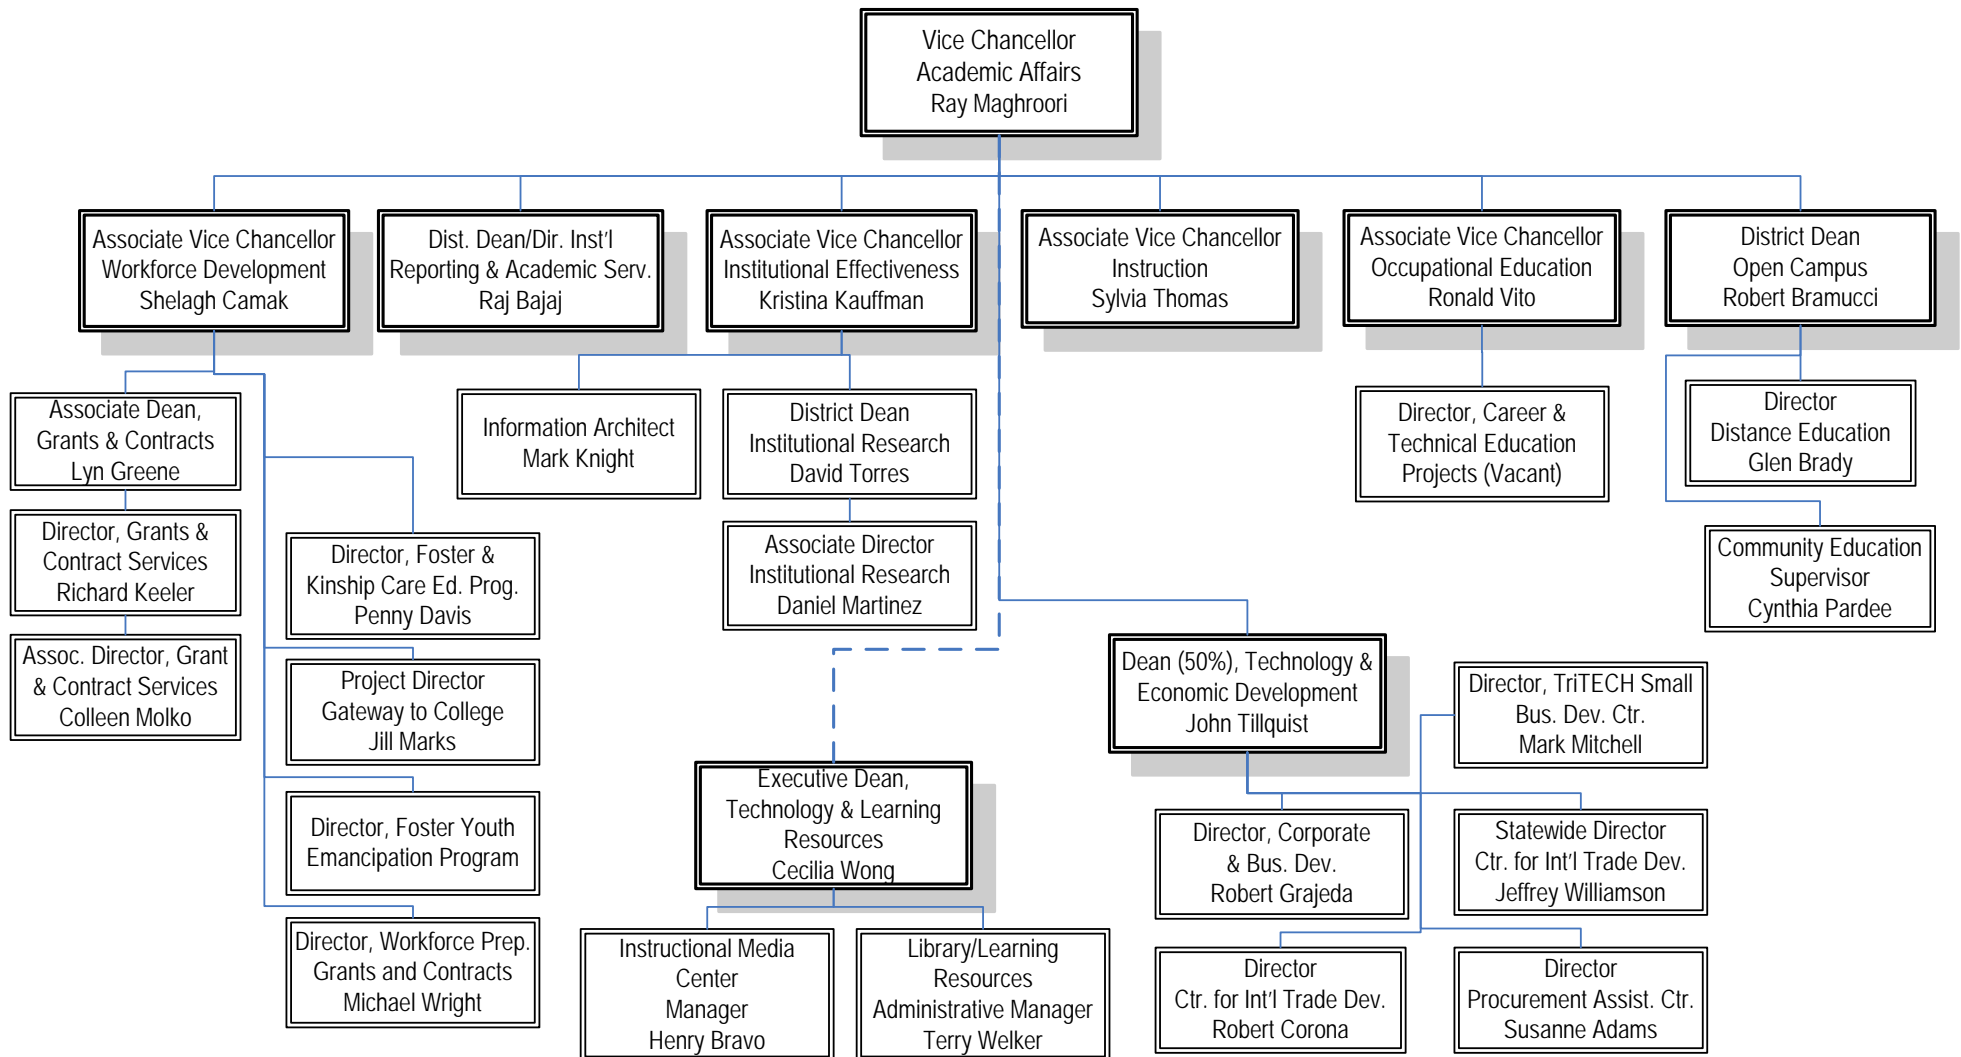 Vice Chancellor
Academic Affairs
Ray Maghroori
Associate Vice Chancellor
Workforce Development
Shelagh Camak
Dist. Dean/Dir. Inst'l
Reporting & Academic Serv.
Raj Bajaj
Associate Vice Chancellor
Institutional Effectiveness
Kristina Kauffman
Associate Vice Chancellor
Instruction
Sylvia Thomas
Associate Vice Chancellor
Occupational Education
Ronald Vito
District Dean
Open Campus
Robert Bramucci
Associate Dean,
Grants & Contracts
Lyn Greene
Director, Grants &
Contract Services
Richard Keeler
Assoc. Director, Grant
& Contract Services
Colleen Molko
Director, Foster &
Kinship Care Ed. Prog.
Penny Davis
Project Director
Gateway to College
Jill Marks
Director, Foster Youth
Emancipation Program
Director, Workforce Prep.
Grants and Contracts
Michael Wright
Information Architect
Mark Knight
District Dean
Institutional Research
David Torres
Associate Director
Institutional Research
Daniel Martinez
Director, Career &
Technical Education
Projects (Vacant)
Director
Distance Education
Glen Brady
Community Education
Supervisor
Cynthia Pardee
Executive Dean,
Technology & Learning
Resources
Cecilia Wong
Instructional Media
Center
Manager
Henry Bravo
Library/Learning
Resources
Administrative Manager
Terry Welker
Dean (50%), Technology &
Economic Development
John Tillquist
Director, TriTECH Small
Bus. Dev. Ctr.
Mark Mitchell
Director, Corporate
& Bus. Dev.
Robert Grajeda
Statewide Director
Ctr. for Int'l Trade Dev.
Jeffrey Williamson
Director
Ctr. for Int'l Trade Dev.
Robert Corona
Director
Procurement Assist. Ctr.
Susanne Adams